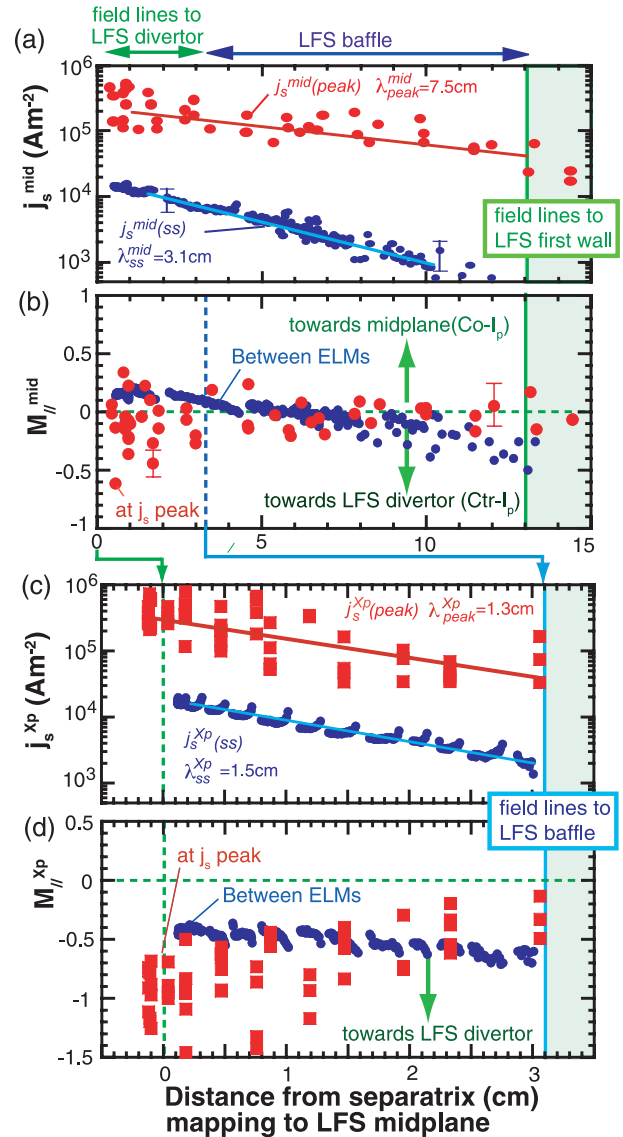 field lines to
LFS divertor
LFS baffle
(a)
10^6
10^5
10^4
10^3
j_s^mid (Am^-2)
j_s^mid(peak) λ_peak^mid=7.5cm
j_s^mid(ss)
λ_ss^mid=3.1cm
field lines to
LFS first wall
(b)
1
0.5
0
-0.5
-1
M_//^mid
towards midplane(Co-I_p)
Between ELMs
at j_s peak
towards LFS divertor (Ctr-I_p)
0 5 10 15
(c)
10^6
10^5
10^4
10^3
j_s^Xp (Am^-2)
j_s^Xp(peak) λ_peak^Xp=1.3cm
j_s^Xp(ss)
λ_ss^Xp=1.5cm
field lines to
LFS baffle
(d)
0.5
0
-0.5
-1
-1.5
M_//^Xp
at j_s peak
Between ELMs
towards LFS divertor
0 1 2 3
Distance from separatrix (cm)
mapping to LFS midplane